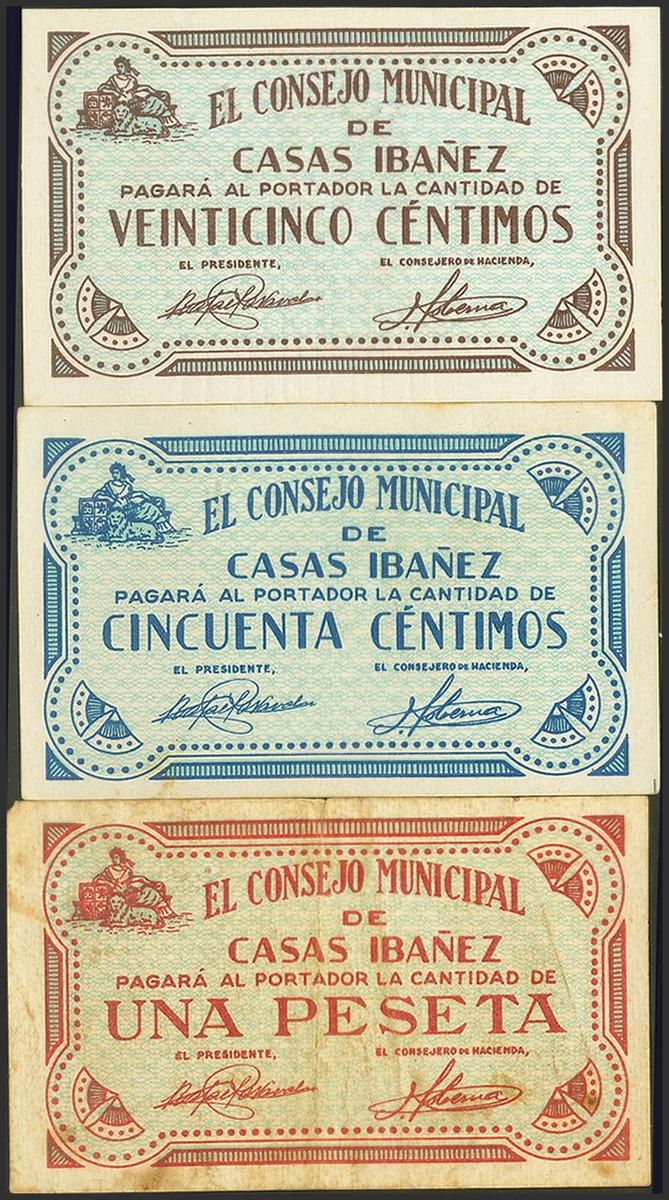 EL CONSEJO MUNICIPAL
DE
CASAS IBAÑEZ
PAGARÁ AL PORTADOR LA CANTIDAD DE
VEINTICINCO CÉNTIMOS
EL PRESIDENTE, EL CONSEJERO DE HACIENDA,
EL CONSEJO MUNICIPAL
DE
CASAS IBAÑEZ
PAGARÁ AL PORTADOR LA CANTIDAD DE
CINCUENTA CÉNTIMOS
EL PRESIDENTE, EL CONSEJERO DE HACIENDA,
EL CONSEJO MUNICIPAL
DE
CASAS IBAÑEZ
PAGARÁ AL PORTADOR LA CANTIDAD DE
UNA PESETA
EL PRESIDENTE, EL CONSEJERO DE HACIENDA,